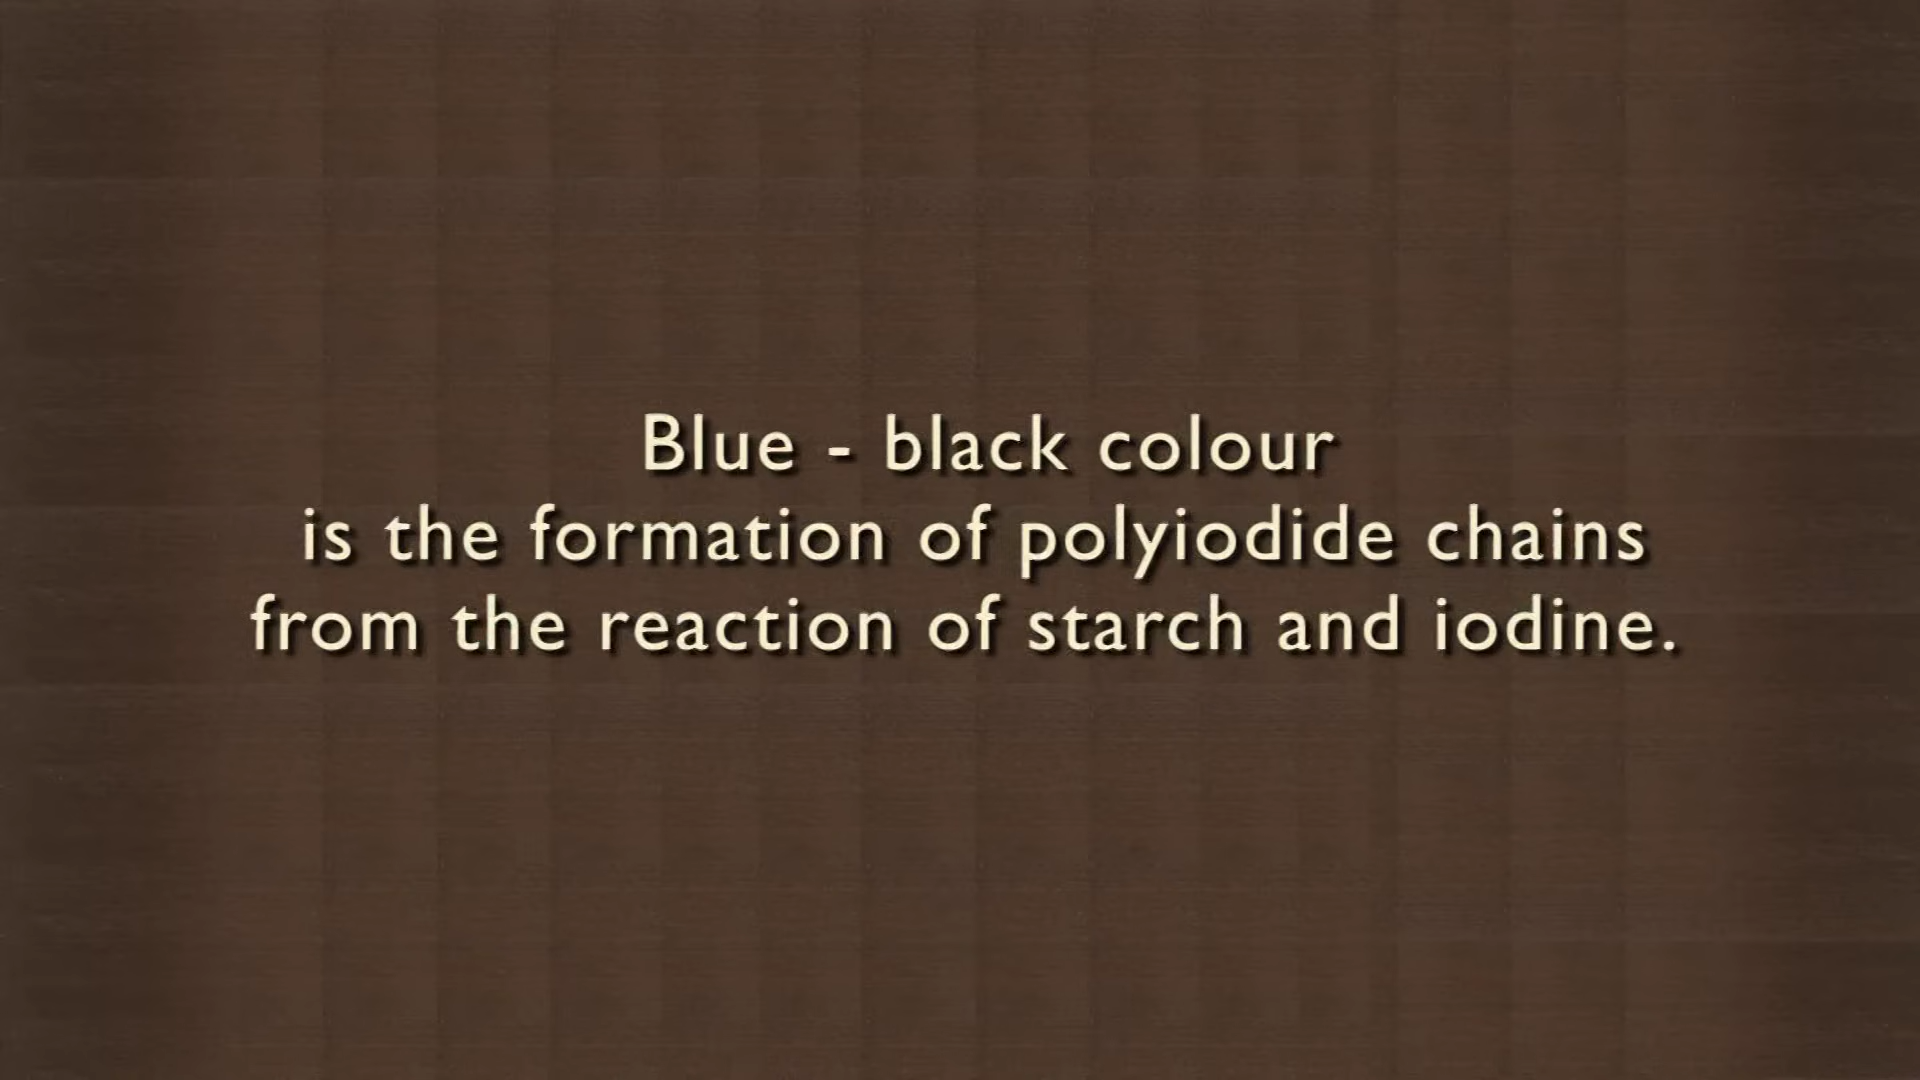 Blue - black colour
is the formation of polyiodide chains
from the reaction of starch and iodine.